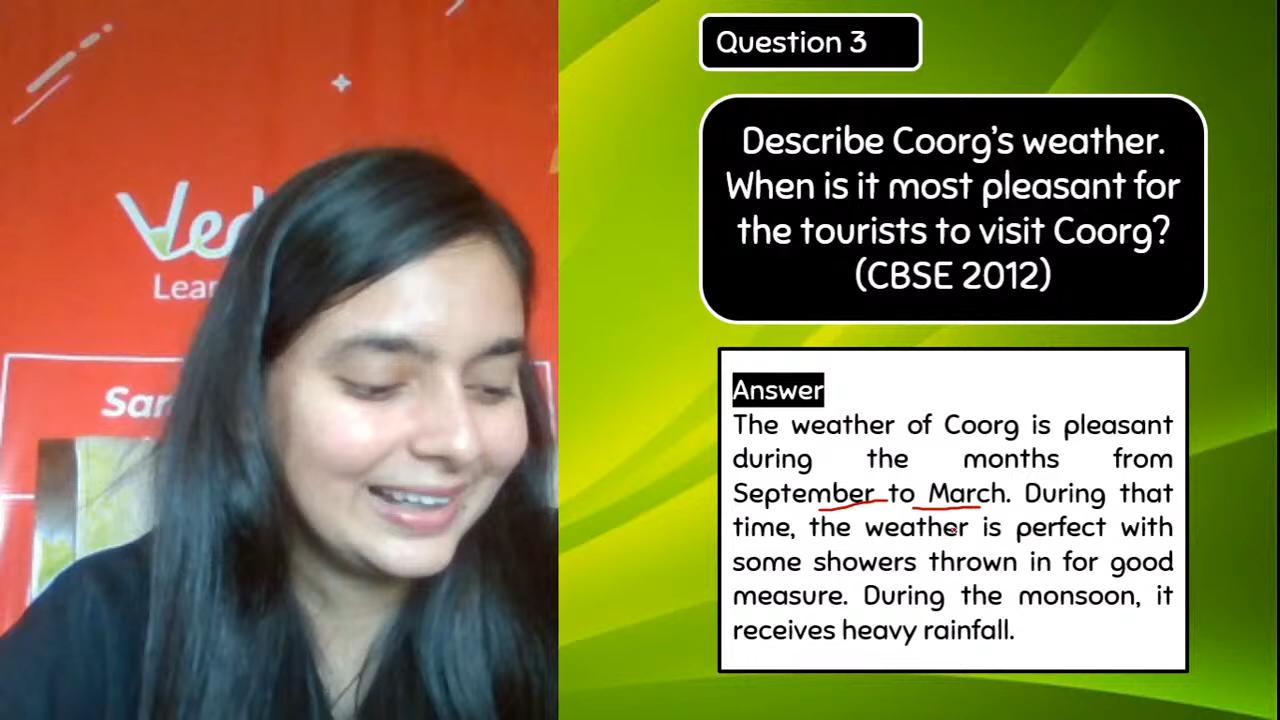 Ved
Lear
Sar
Question 3
Describe Coorg's weather.
When is it most pleasant for
the tourists to visit Coorg?
(CBSE 2012)
Answer
The weather of Coorg is pleasant
during the months from
September to March. During that
time, the weather is perfect with
some showers thrown in for good
measure. During the monsoon, it
receives heavy rainfall.